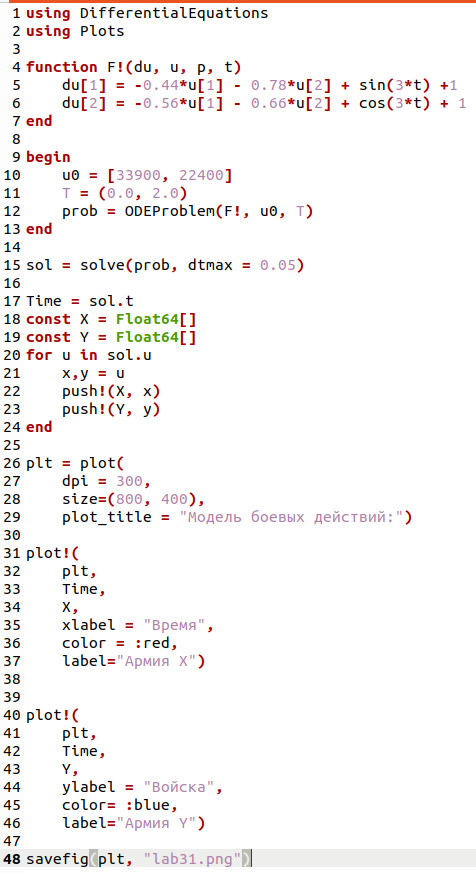 1 using DifferentialEquations
2 using Plots
3
4 function F!(du, u, p, t)
5     du[1] = -0.44*u[1] - 0.78*u[2] + sin(3*t) +1
6     du[2] = -0.56*u[1] - 0.66*u[2] + cos(3*t) + 1
7 end
8
9 begin
10     u0 = [33900, 22400]
11     T = (0.0, 2.0)
12     prob = ODEProblem(F!, u0, T)
13 end
14
15 sol = solve(prob, dtmax = 0.05)
16
17 Time = sol.t
18 const X = Float64[]
19 const Y = Float64[]
20 for u in sol.u
21     x,y = u
22     push!(X, x)
23     push!(Y, y)
24 end
25
26 plt = plot(
27     dpi = 300,
28     size=(800, 400),
29     plot_title = "Модель боевых действий:")
30
31 plot!(
32     plt,
33     Time,
34     X,
35     xlabel = "Время",
36     color = :red,
37     label="Армия X")
38
39
40 plot!(
41     plt,
42     Time,
43     Y,
44     ylabel = "Войска",
45     color= :blue,
46     label="Армия Y")
47
48 savefig(plt, "lab31.png")